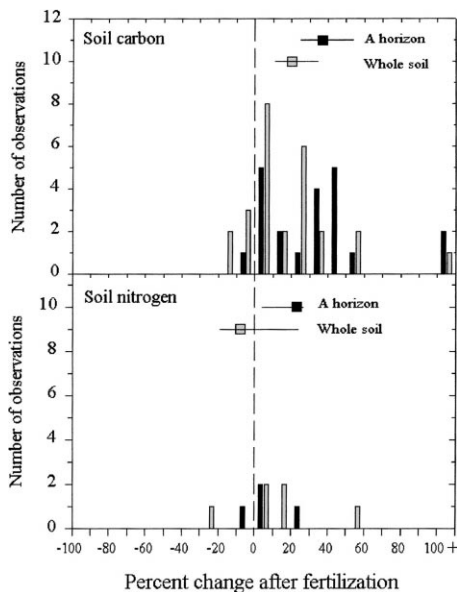 Soil carbon
A horizon
Whole soil
Number of observations
12
10
8
6
4
2
0
Soil nitrogen
A horizon
Whole soil
Number of observations
10
8
6
4
2
0
-100 -80 -60 -40 -20 0 20 40 60 80 100 +
Percent change after fertilization